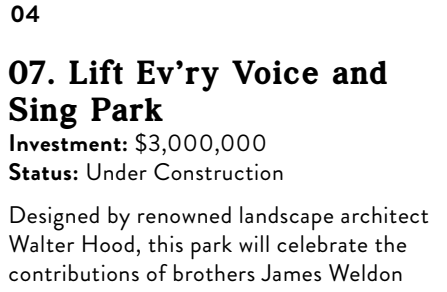 04
07. Lift Ev’ry Voice and
Sing Park
Investment: $3,000,000
Status: Under Construction
Designed by renowned landscape architect
Walter Hood, this park will celebrate the
contributions of brothers James Weldon